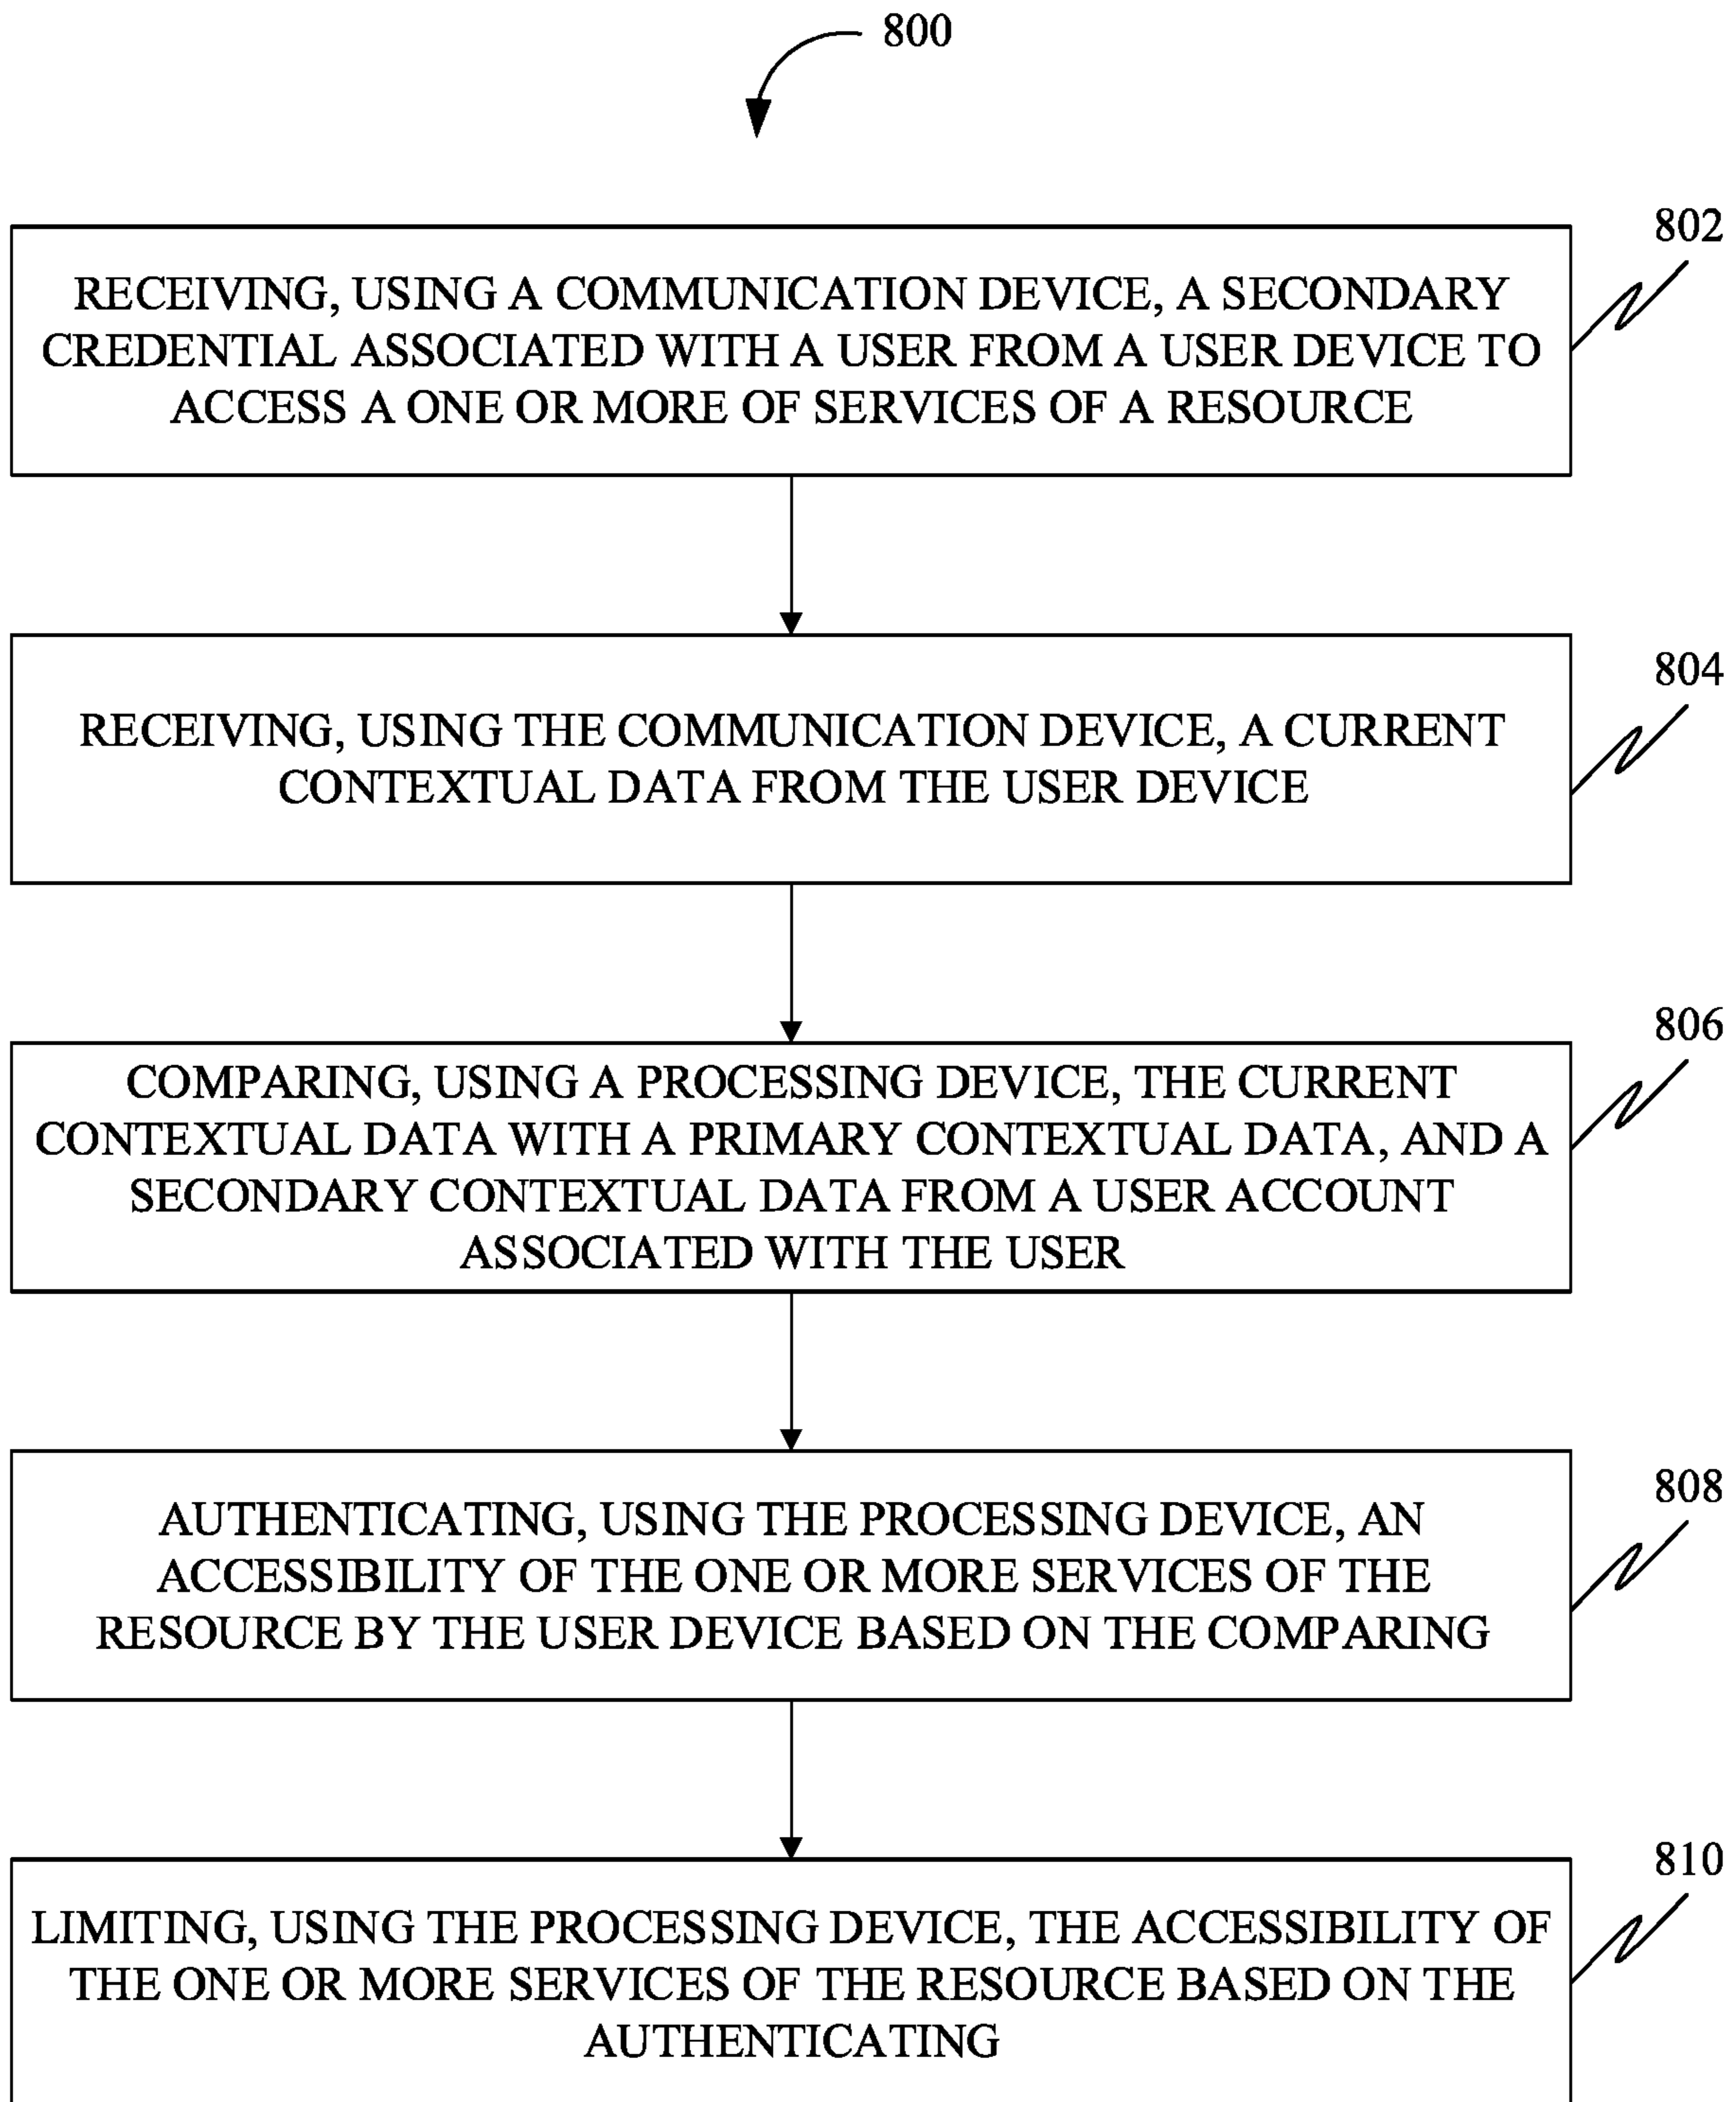 800
802
RECEIVING, USING A COMMUNICATION DEVICE, A SECONDARY
CREDENTIAL ASSOCIATED WITH A USER FROM A USER DEVICE TO
ACCESS A ONE OR MORE OF SERVICES OF A RESOURCE
804
RECEIVING, USING THE COMMUNICATION DEVICE, A CURRENT
CONTEXTUAL DATA FROM THE USER DEVICE
806
COMPARING, USING A PROCESSING DEVICE, THE CURRENT
CONTEXTUAL DATA WITH A PRIMARY CONTEXTUAL DATA, AND A
SECONDARY CONTEXTUAL DATA FROM A USER ACCOUNT
ASSOCIATED WITH THE USER
808
AUTHENTICATING, USING THE PROCESSING DEVICE, AN
ACCESSIBILITY OF THE ONE OR MORE SERVICES OF THE
RESOURCE BY THE USER DEVICE BASED ON THE COMPARING
810
LIMITING, USING THE PROCESSING DEVICE, THE ACCESSIBILITY OF
THE ONE OR MORE SERVICES OF THE RESOURCE BASED ON THE
AUTHENTICATING